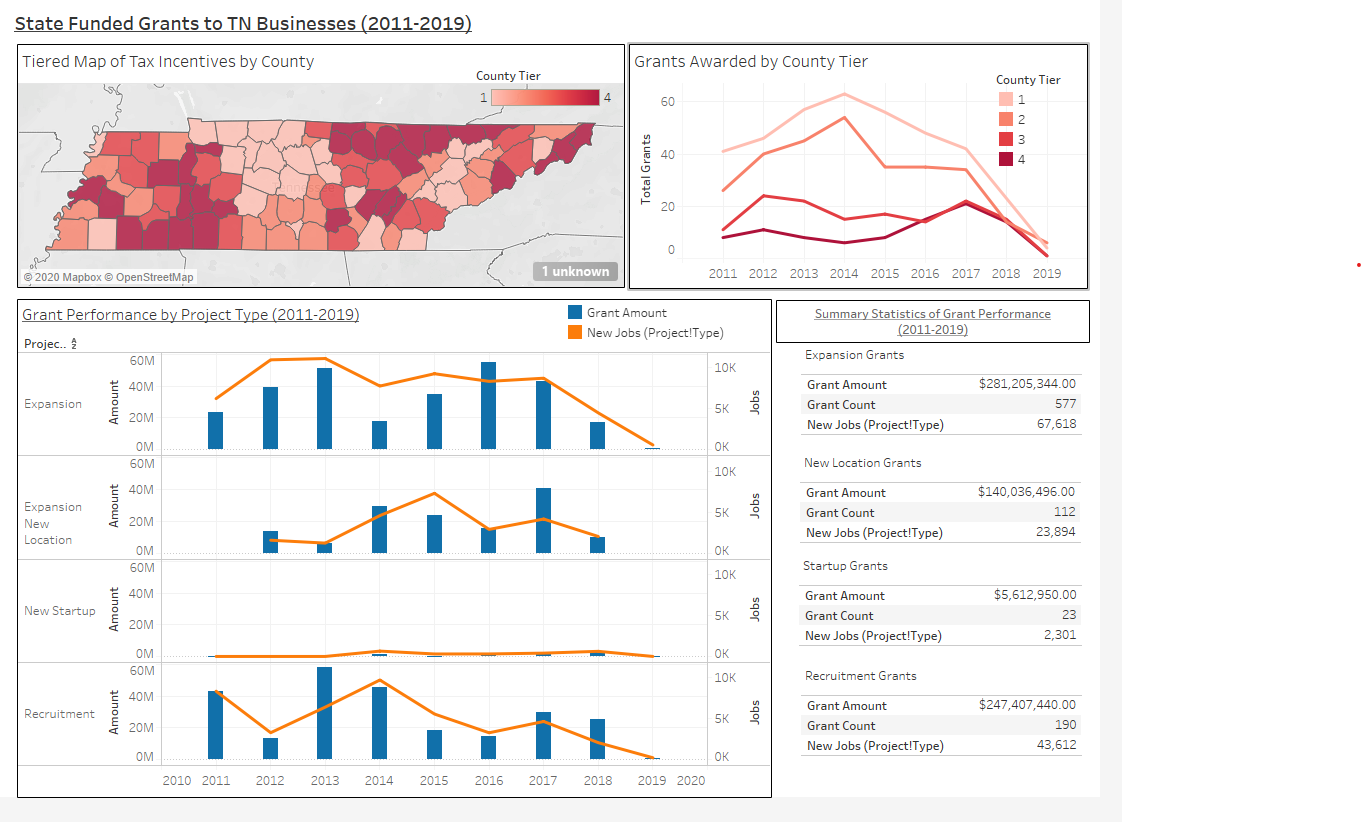 State Funded Grants to TN Businesses (2011-2019)
Tiered Map of Tax Incentives by County
County Tier
1 4
© 2020 Mapbox © OpenStreetMap
1 unknown
Grants Awarded by County Tier
County Tier
1
2
3
4
Total Grants
60
40
20
0
2011 2012 2013 2014 2015 2016 2017 2018 2019
Grant Performance by Project Type (2011-2019)
Grant Amount
New Jobs (Project!Type)
Projec..
Expansion
Amount
60M
40M
20M
0M
10K
5K
0K
Jobs
Expansion
New
Location
Amount
60M
40M
20M
0M
10K
5K
0K
Jobs
New Startup
Amount
60M
40M
20M
0M
10K
5K
0K
Jobs
Recruitment
Amount
60M
40M
20M
0M
10K
5K
0K
Jobs
2010 2011 2012 2013 2014 2015 2016 2017 2018 2019 2020
Summary Statistics of Grant Performance
(2011-2019)
Expansion Grants
Grant Amount $281,205,344.00
Grant Count 577
New Jobs (Project!Type) 67,618
New Location Grants
Grant Amount $140,036,496.00
Grant Count 112
New Jobs (Project!Type) 23,894
Startup Grants
Grant Amount $5,612,950.00
Grant Count 23
New Jobs (Project!Type) 2,301
Recruitment Grants
Grant Amount $247,407,440.00
Grant Count 190
New Jobs (Project!Type) 43,612